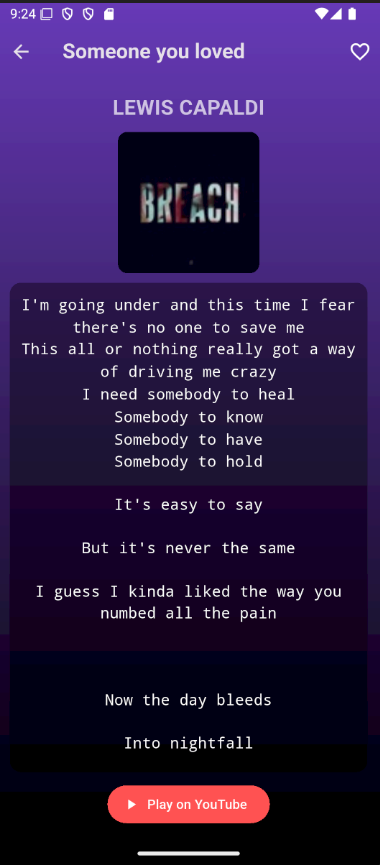 9:24
Someone you loved
LEWIS CAPALDI
BREACH
I'm going under and this time I fear
there's no one to save me
This all or nothing really got a way
of driving me crazy
I need somebody to heal
Somebody to know
Somebody to have
Somebody to hold
It's easy to say
But it's never the same
I guess I kinda liked the way you
numbed all the pain
Now the day bleeds
Into nightfall
Play on YouTube